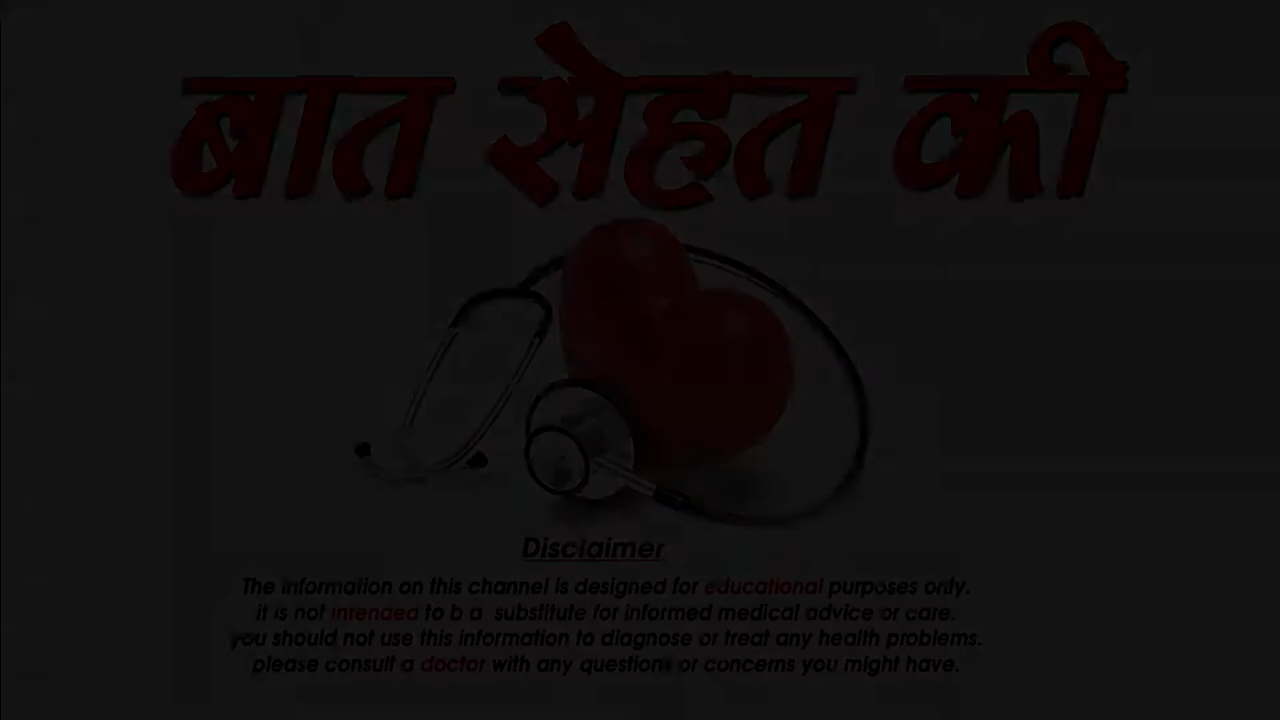 बात सेहत की
Disclaimer
The information on this channel is designed for educational purposes only.
it is not intended to b a substitute for informed medical advice or care.
you should not use this information to diagnose or treat any health problems.
please consult a doctor with any questions or concerns you might have.